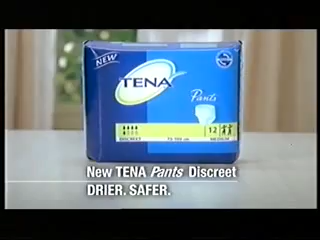 NEW
TENA
Pants
DISCREET
12
MEDIUM
New TENA Pants Discreet
DRIER. SAFER.